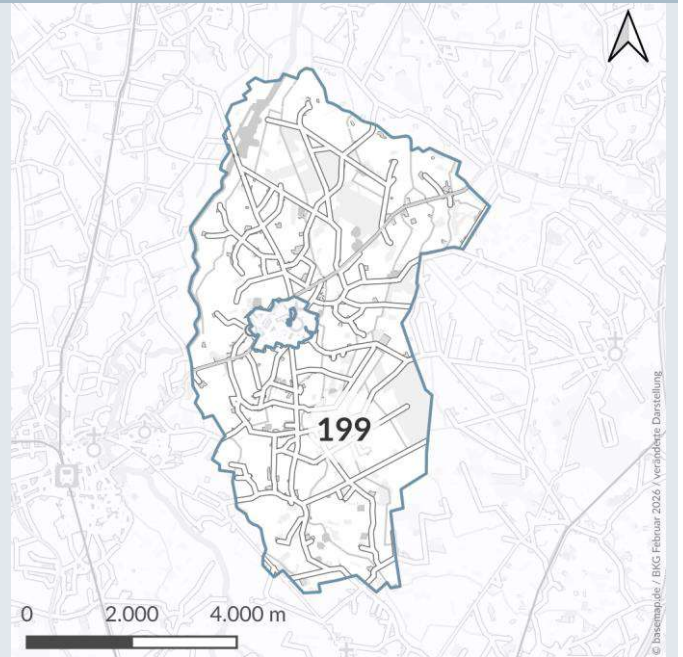 199
0 2.000 4.000 m
© basemap.de / BKG Februar 2026 / veränderte Darstellung